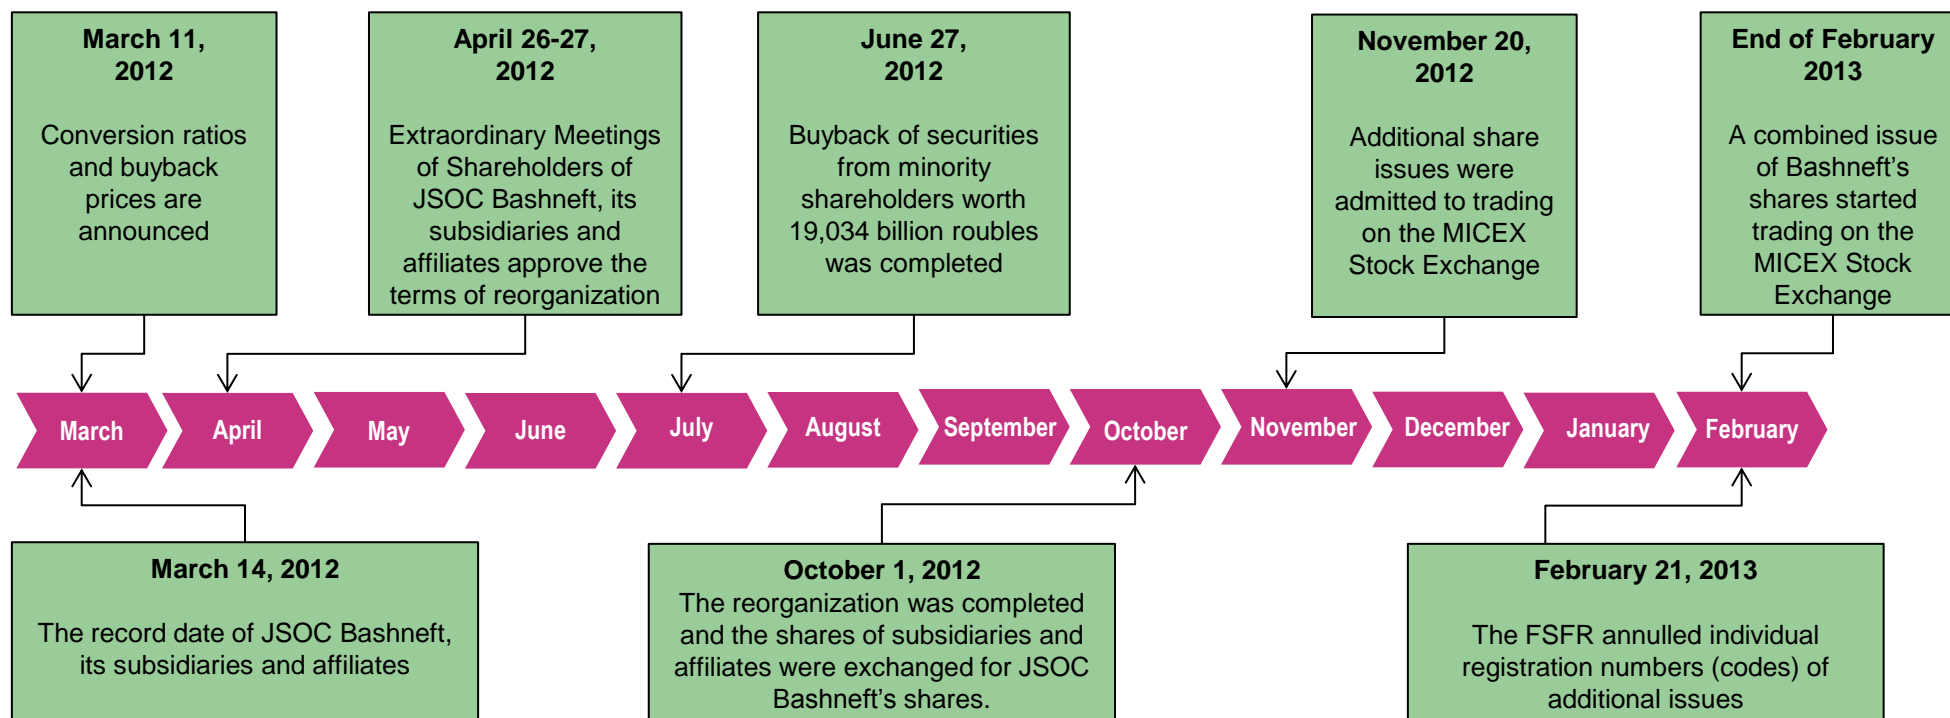 March 11,
2012
Conversion ratios
and buyback
prices are
announced
April 26-27,
2012
Extraordinary Meetings
of Shareholders of
JSOC Bashneft, its
subsidiaries and
affiliates approve the
terms of reorganization
June 27,
2012
Buyback of securities
from minority
shareholders worth
19,034 billion roubles
was completed
November 20,
2012
Additional share
issues were
admitted to trading
on the MICEX
Stock Exchange
End of February
2013
A combined issue
of Bashneft’s
shares started
trading on the
MICEX Stock
Exchange
March
April
May
June
July
August
September
October
November
December
January
February
March 14, 2012
The record date of JSOC Bashneft,
its subsidiaries and affiliates
October 1, 2012
The reorganization was completed
and the shares of subsidiaries and
affiliates were exchanged for JSOC
Bashneft’s shares.
February 21, 2013
The FSFR annulled individual
registration numbers (codes) of
additional issues